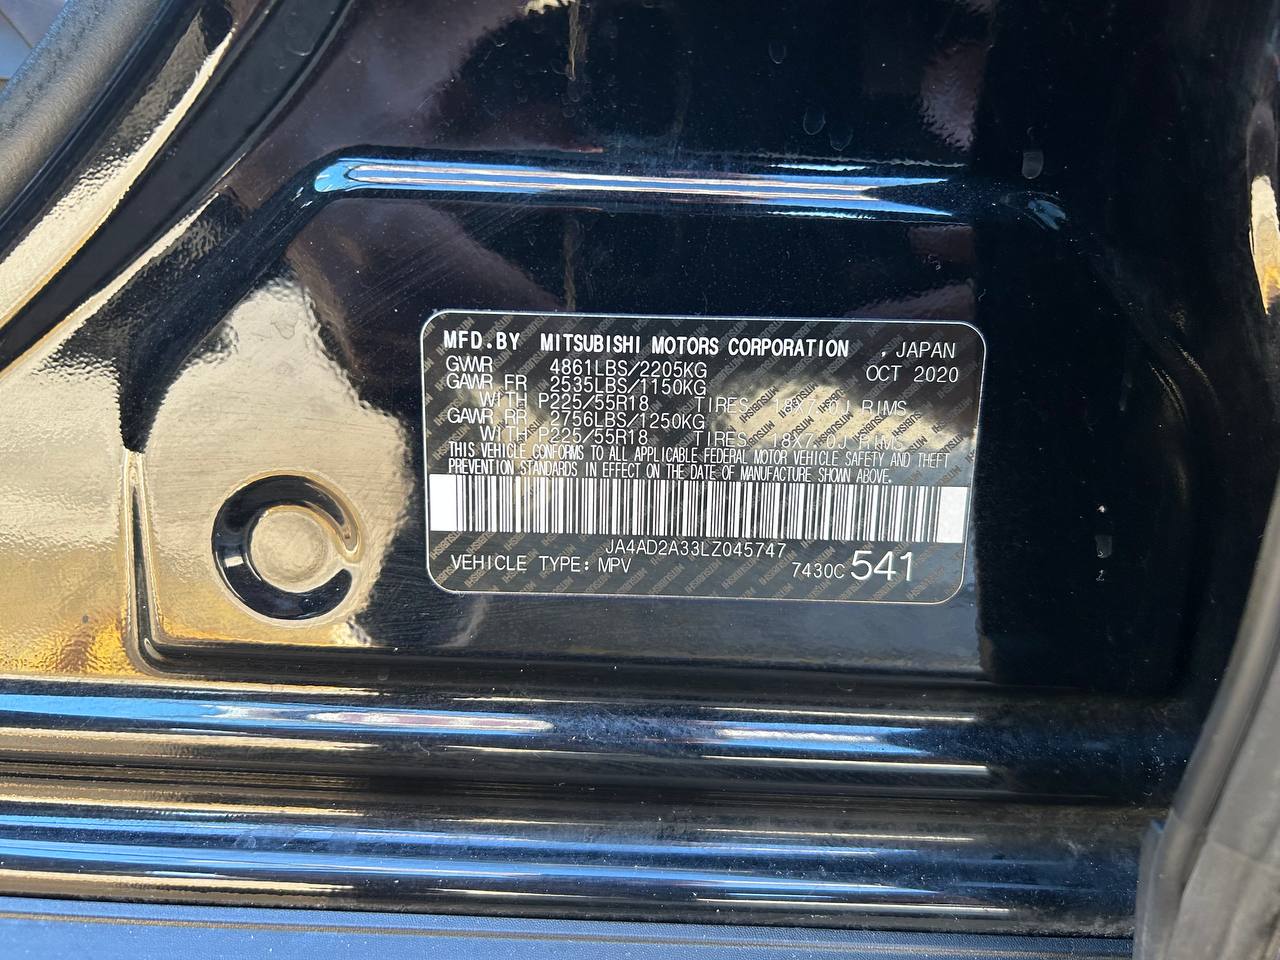 MFD.BY MITSUBISHI MOTORS CORPORATION , JAPAN
GWR 4861LBS/2205KG OCT 2020
GAWR FR 2535LBS/1150KG
WITH P225/55R18 TIRES 18X7.0J RIMS
GAWR RR 2756LBS/1250KG
WITH P225/55R18 TIRES 18X7.0J RIMS
THIS VEHICLE CONFORMS TO ALL APPLICABLE FEDERAL MOTOR VEHICLE SAFETY AND THEFT
PREVENTION STANDARDS IN EFFECT ON THE DATE OF MANUFACTURE SHOWN ABOVE.
JA4AD2A33LZ045747
VEHICLE TYPE: MPV 7430C 541